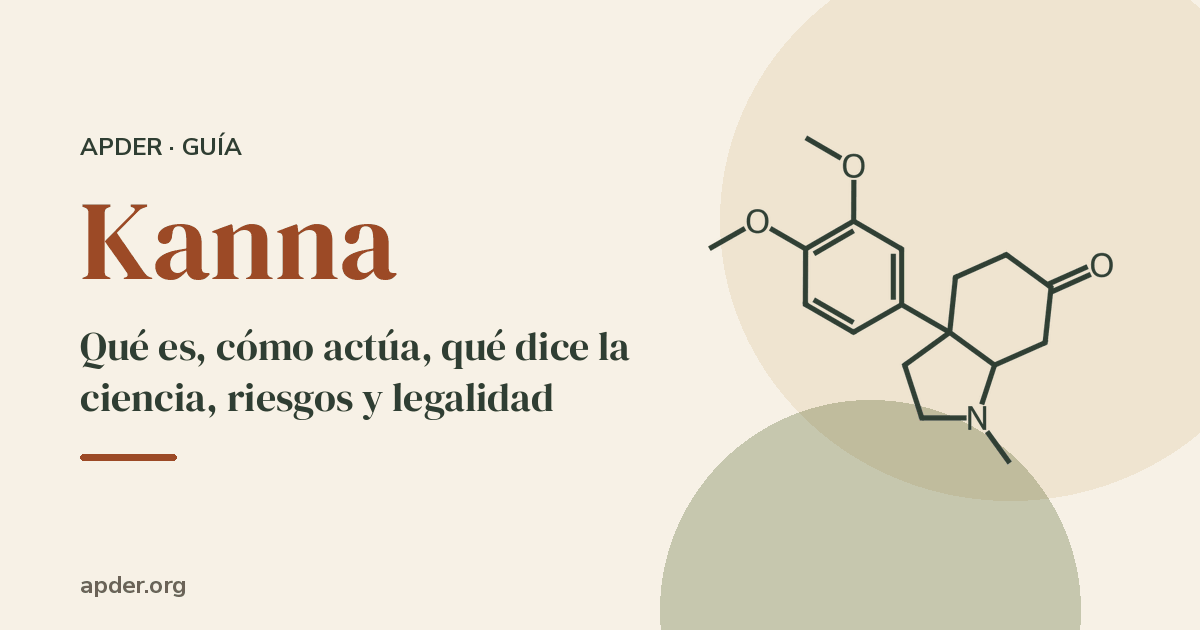 APDER · GUÍA
Kanna
Qué es, cómo actúa, qué dice la
ciencia, riesgos y legalidad
apder.org
O
O
O
N